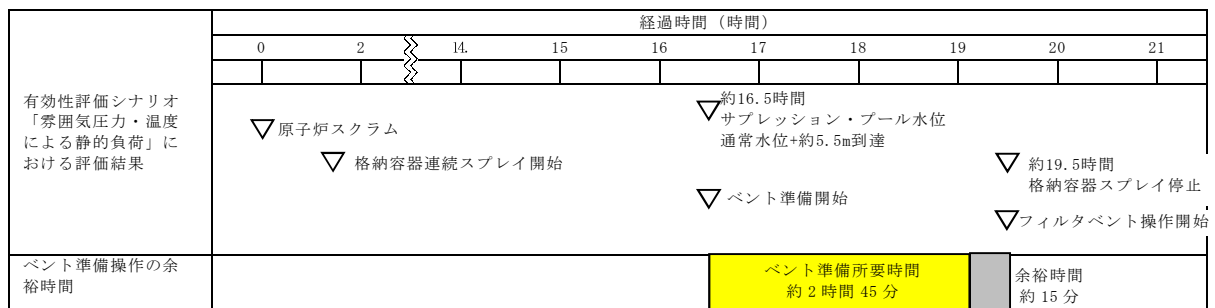 経過時間（時間）
0 2 14. 15 16 17 18 19 20 21
有効性評価シナリオ
「雰囲気圧力・温度
による静的負荷」に
おける評価結果
約16.5時間
サプレッション・プール水位
通常水位+約5.5m到達
原子炉スクラム
格納容器連続スプレイ開始
約19.5時間
格納容器スプレイ停止
ベント準備開始
フィルタベント操作開始
ベント準備操作の余
裕時間
ベント準備所要時間
約 2 時間 45 分
余裕時間
約 15 分